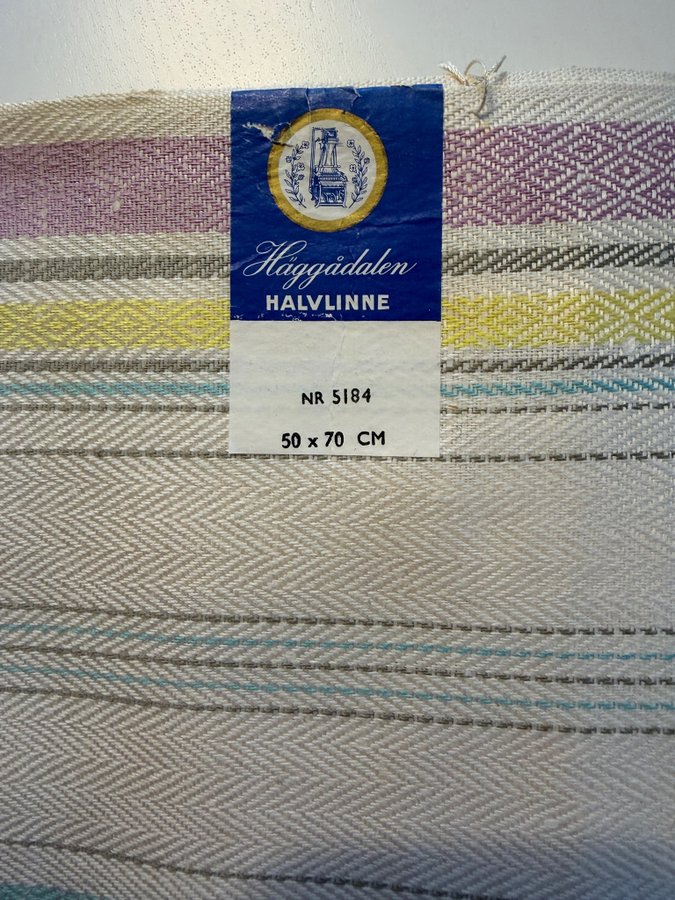 Häggådalen
HALVLINNE
NR 5184
50 x 70 CM